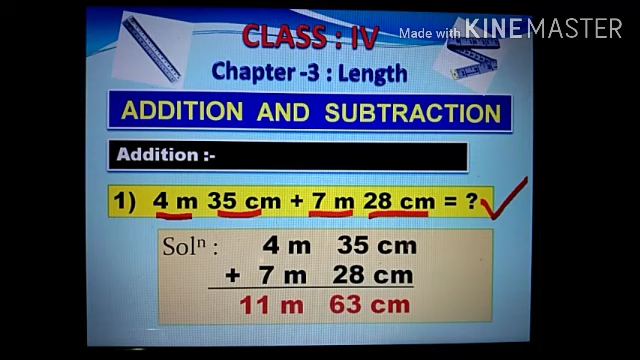 CLASS : IV
Made with KINEMASTER
Chapter -3 : Length
ADDITION AND SUBTRACTION
Addition :-
1) 4 m 35 cm + 7 m 28 cm = ?
Solⁿ : 4 m 35 cm
+ 7 m 28 cm
11 m 63 cm